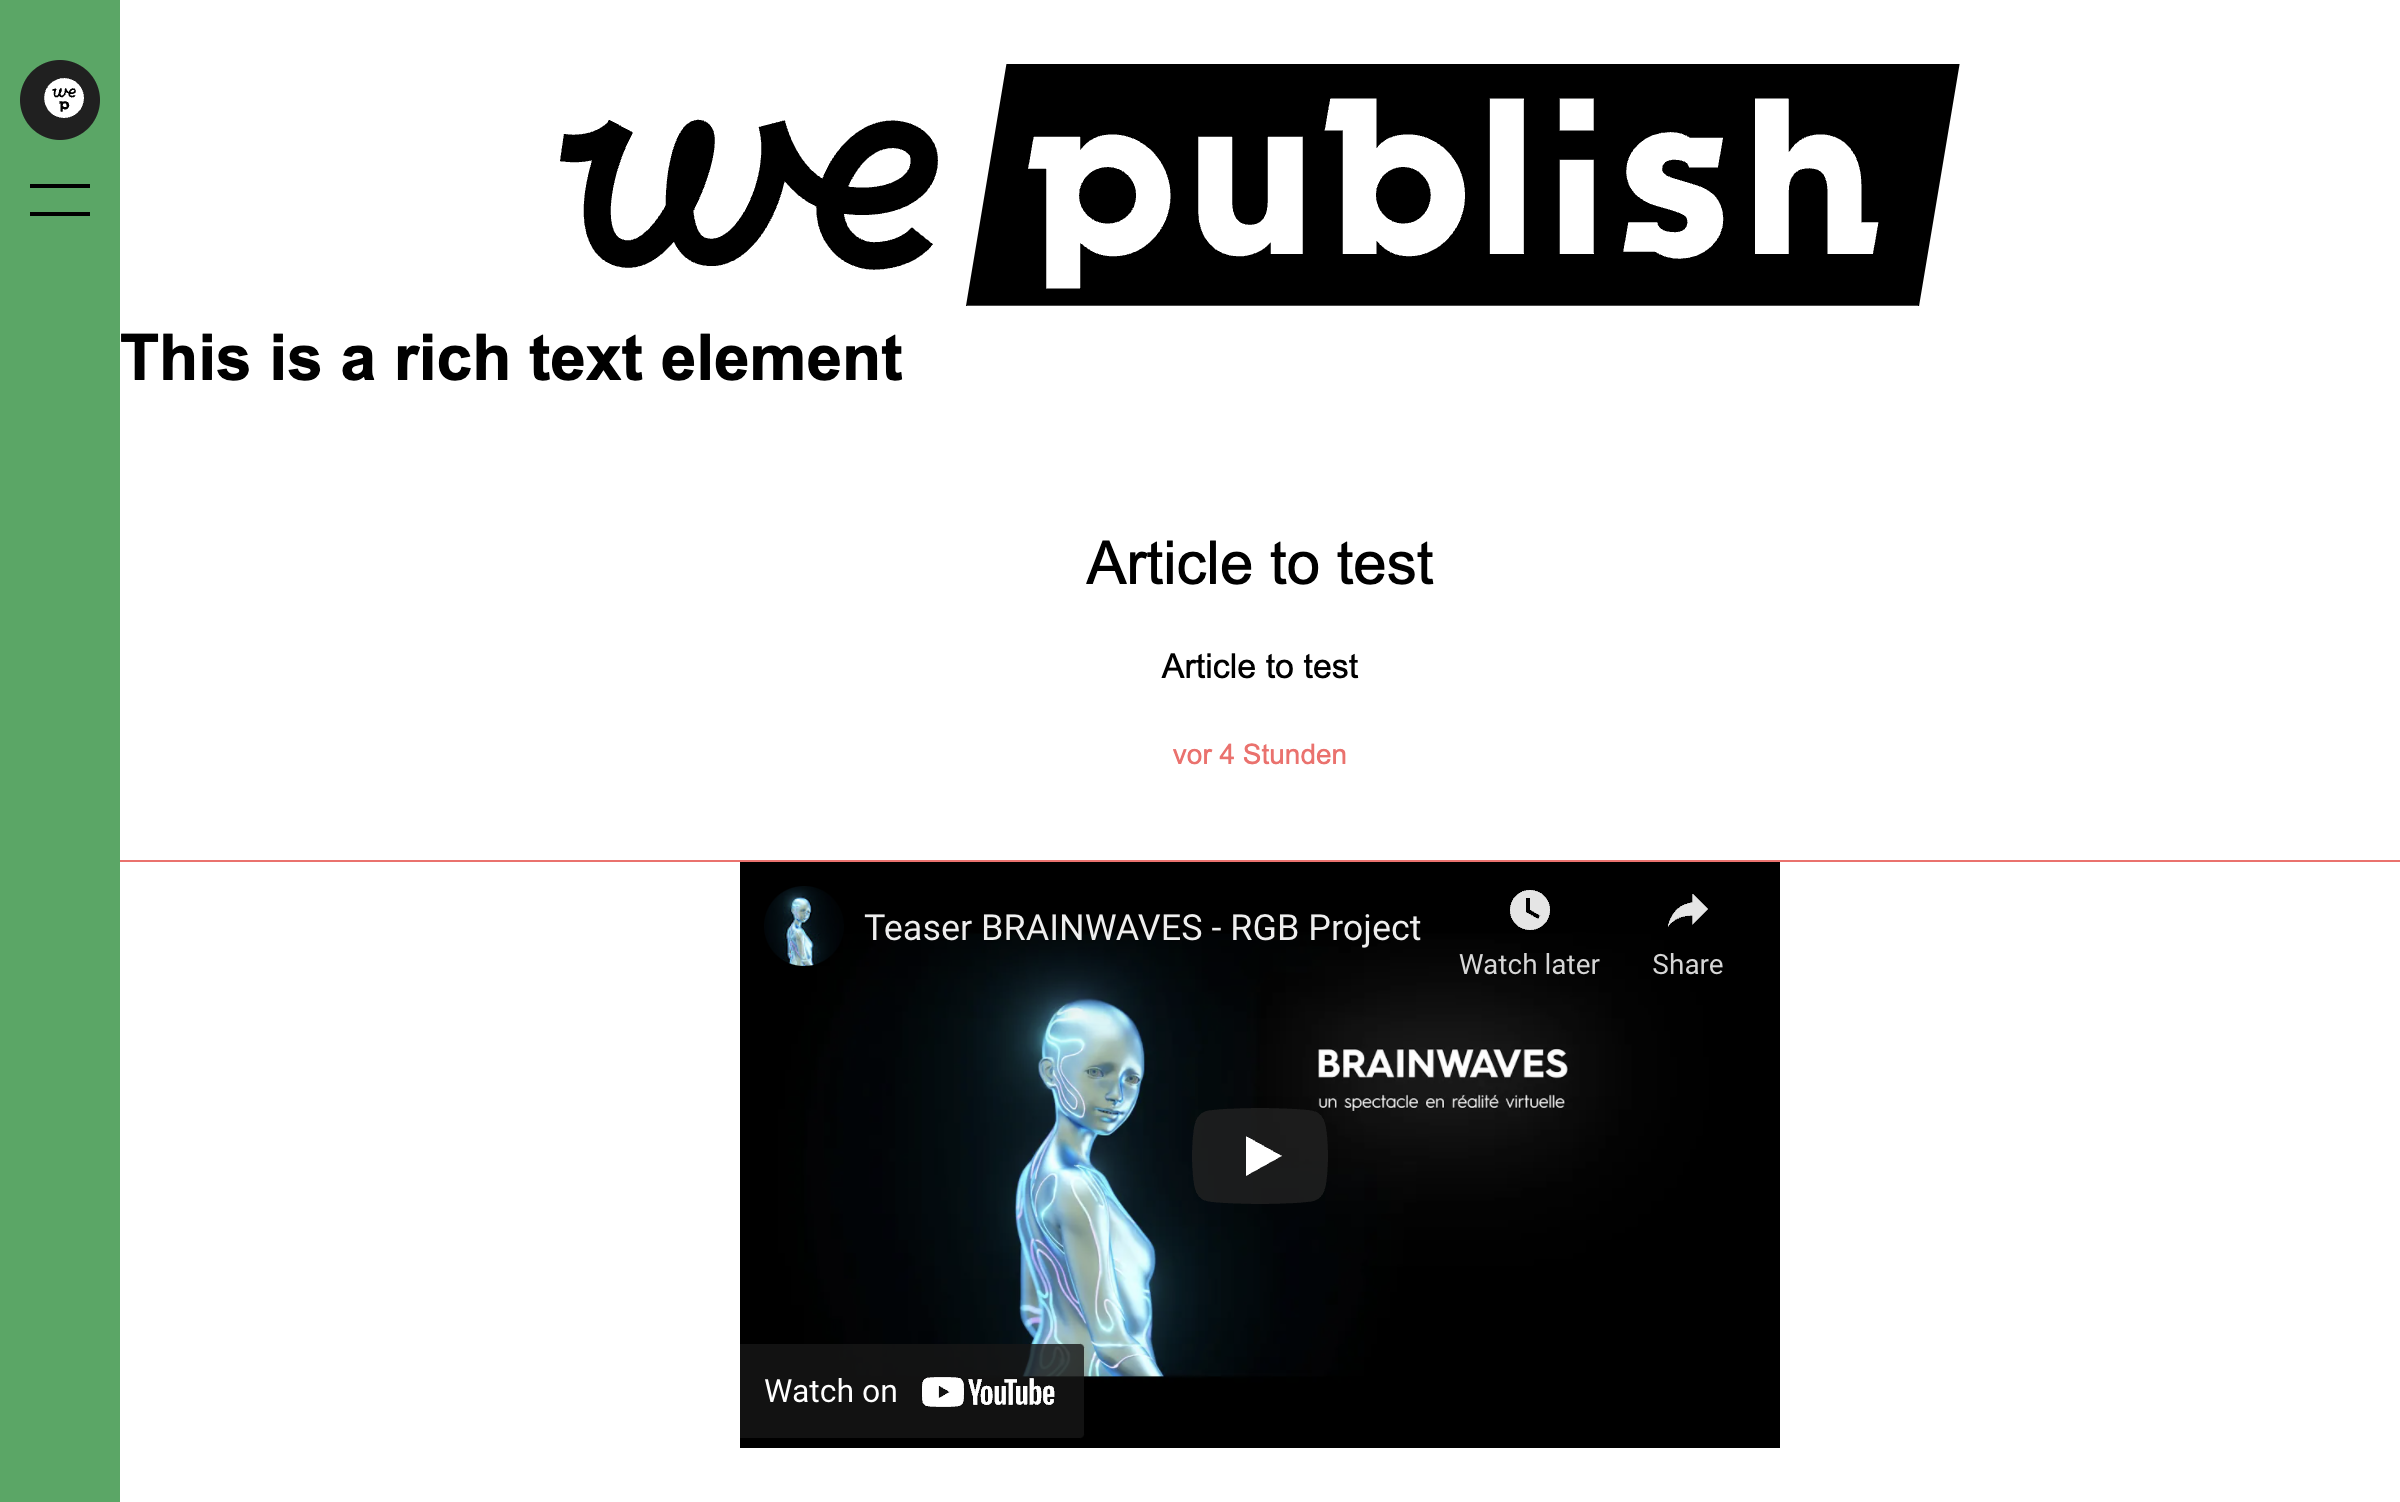 we
p
we publish
This is a rich text element
Article to test
Article to test
vor 4 Stunden
Teaser BRAINWAVES - RGB Project
Watch later
Share
BRAINWAVES
un spectacle en réalité virtuelle
Watch on YouTube